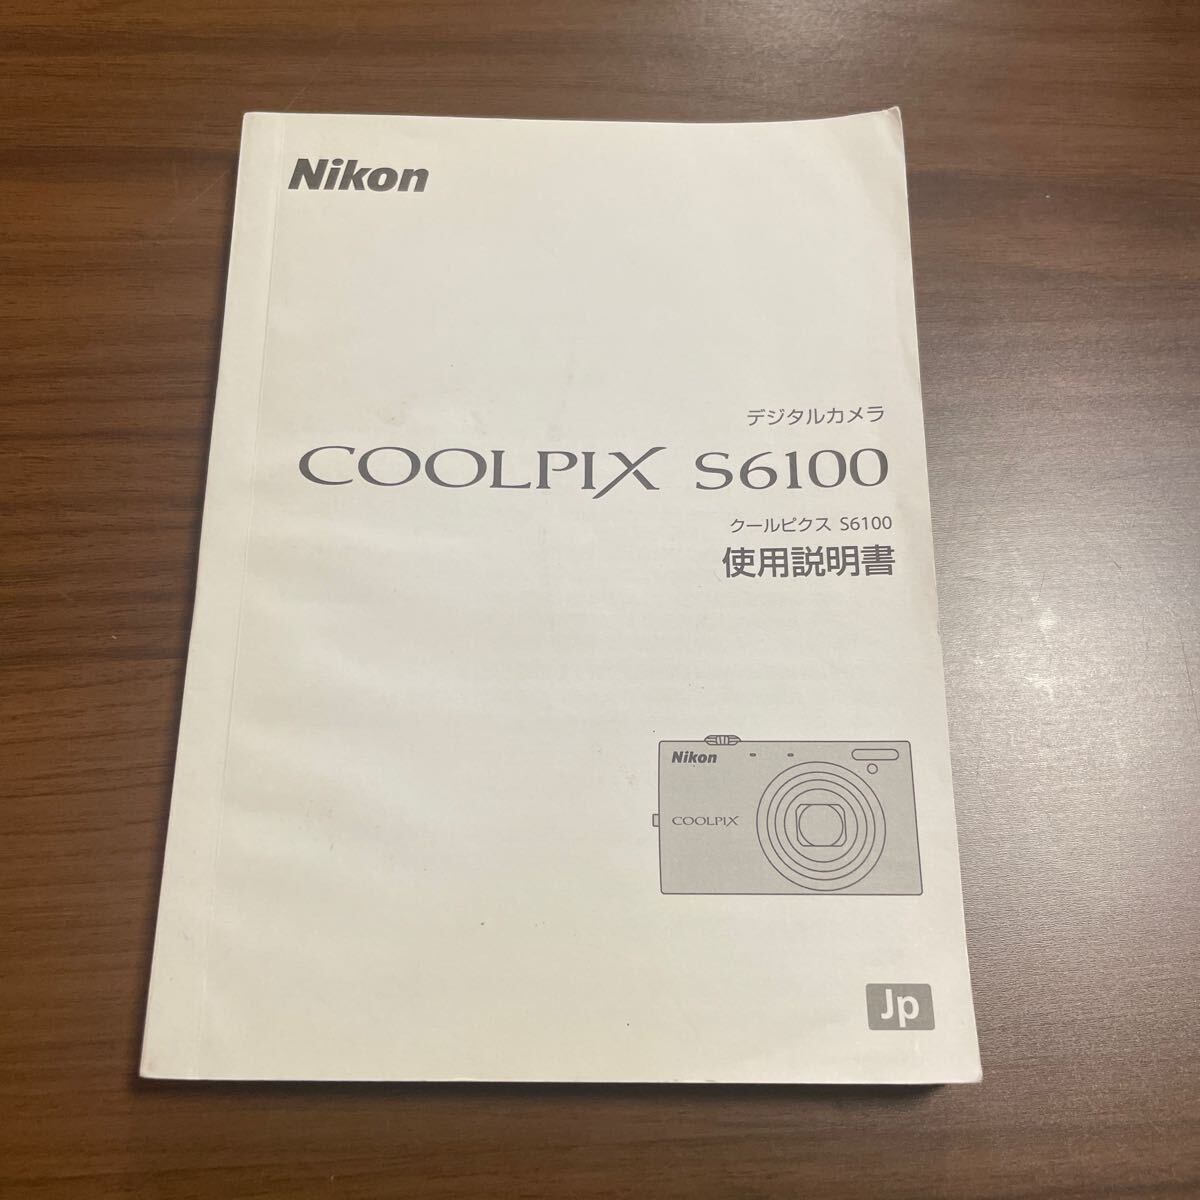 Nikon
デジタルカメラ
COOLPIX S6100
クールピクス S6100
使用説明書
Nikon
COOLPIX
Jp